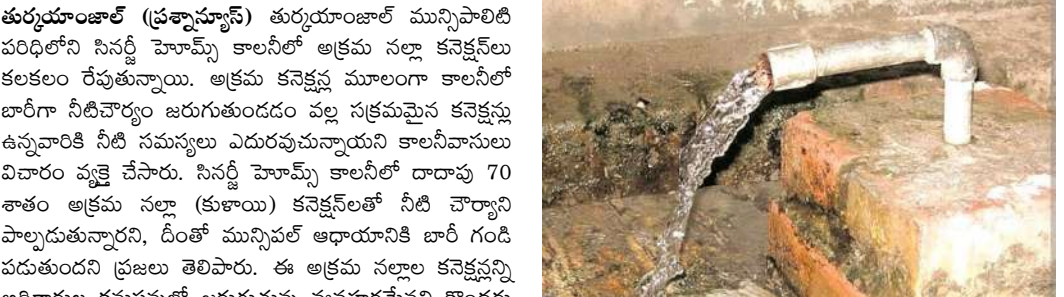 తుర్కయాంజాల్ (ప్రశ్నాన్యూస్) తుర్కయాంజాల్ మున్సిపాలిటి
పరిధిలోని సినర్జీ హెూమ్స్ కాలనీలో అక్రమ నల్లా కనెక్షన్‌లు
కలకలం రేపుతున్నాయి. అక్రమ కనెక్షన్ల మూలంగా కాలనీలో
బారీగా నీటిచౌర్యం జరుగుతుండడం వల్ల సక్రమమైన కనెక్షన్లు
ఉన్నవారికి నీటి సమస్యలు ఎదురవుచున్నాయని కాలనీవాసులు
విచారం వ్యక్తె చేసారు. సినర్జీ హెూమ్స్ కాలనీలో దాదాపు 70
శాతం అక్రమ నల్లా (కుళాయి) కనెక్షన్‌లతో నీటి చౌర్యాని
పాల్పడుతున్నారని, దీంతో మున్సిపల్ ఆధాయానికి బారీ గండి
పడుతుందని ప్రజలు తెలిపారు. ఈ అక్రమ నల్లాల కనెక్షన్లన్ని